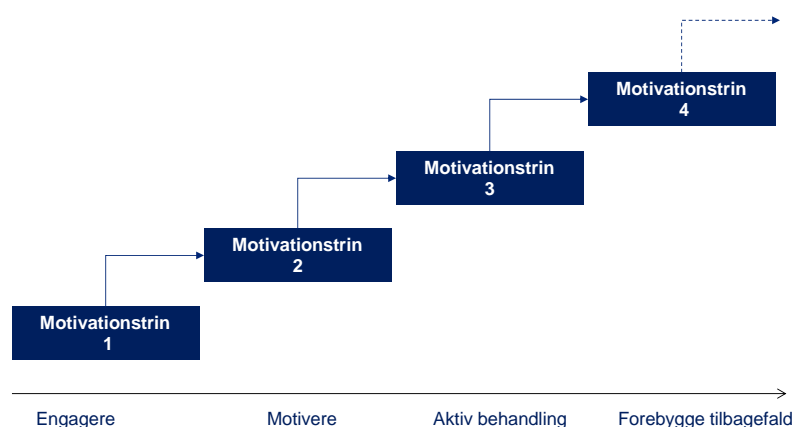 Motivationstrin
4
Motivationstrin
3
Motivationstrin
2
Motivationstrin
1
Engagere Motivere Aktiv behandling Forebygge tilbagefald